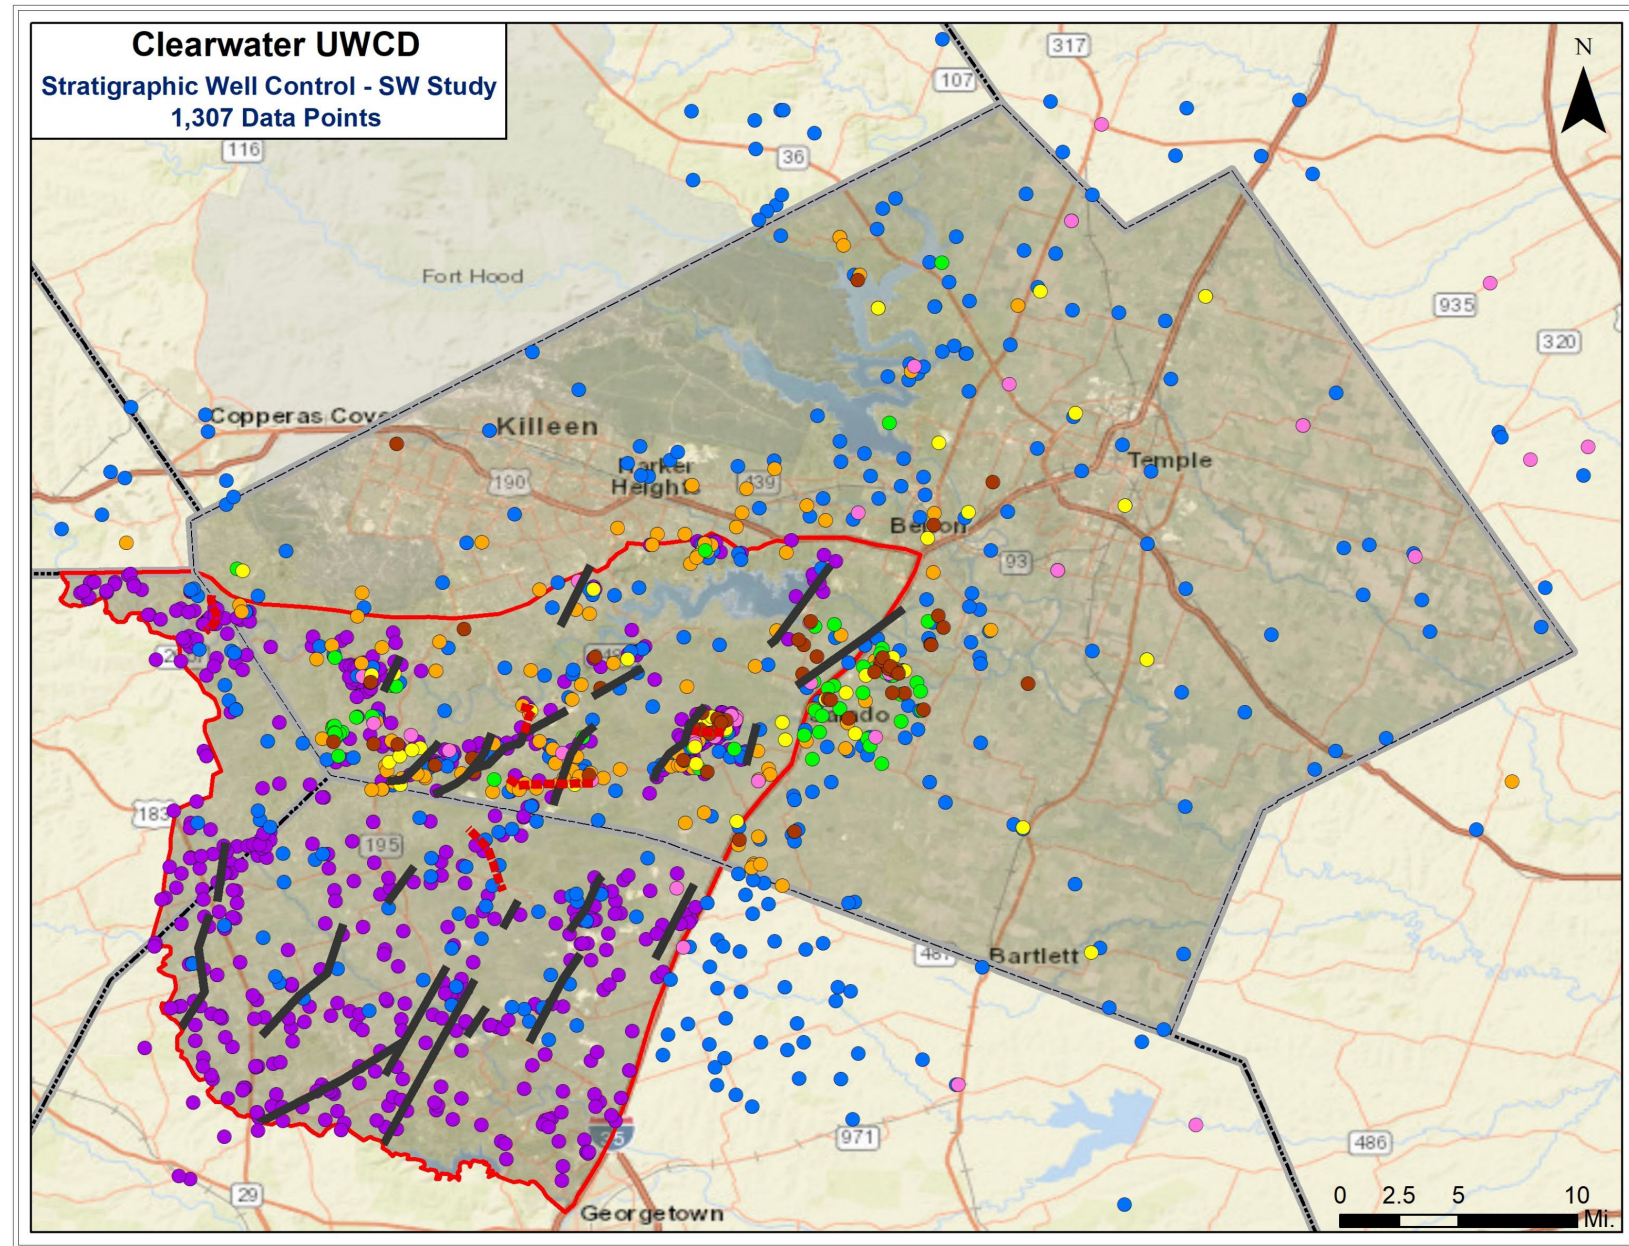 Clearwater UWCD
Stratigraphic Well Control - SW Study
1,307 Data Points
317
N
107
116
36
Fort Hood
935
320
Copperas Cove
Killeen
Harker
Heights
190
439
Temple
Belton
93
183
195
487
Bartlett
35
971
486
29
Georgetown
0 2.5 5 10
Mi.